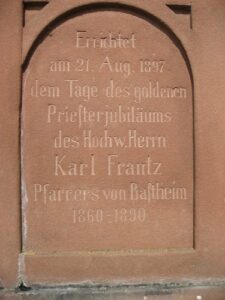 Errichtet
am 21. Aug. 1897
dem Tage des goldenen
Priesterjubiläums
des Hochw. Herrn
Karl Frantz
Pfarrers von Bastheim
1860-1890